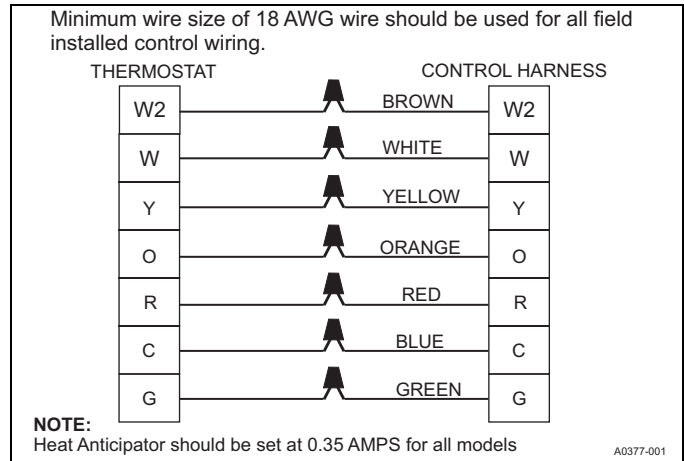 Minimum wire size of 18 AWG wire should be used for all field
installed control wiring.
THERMOSTAT CONTROL HARNESS
W2 BROWN W2
W WHITE W
Y YELLOW Y
O ORANGE O
R RED R
C BLUE C
G GREEN G
NOTE:
Heat Anticipator should be set at 0.35 AMPS for all models
A0377-001